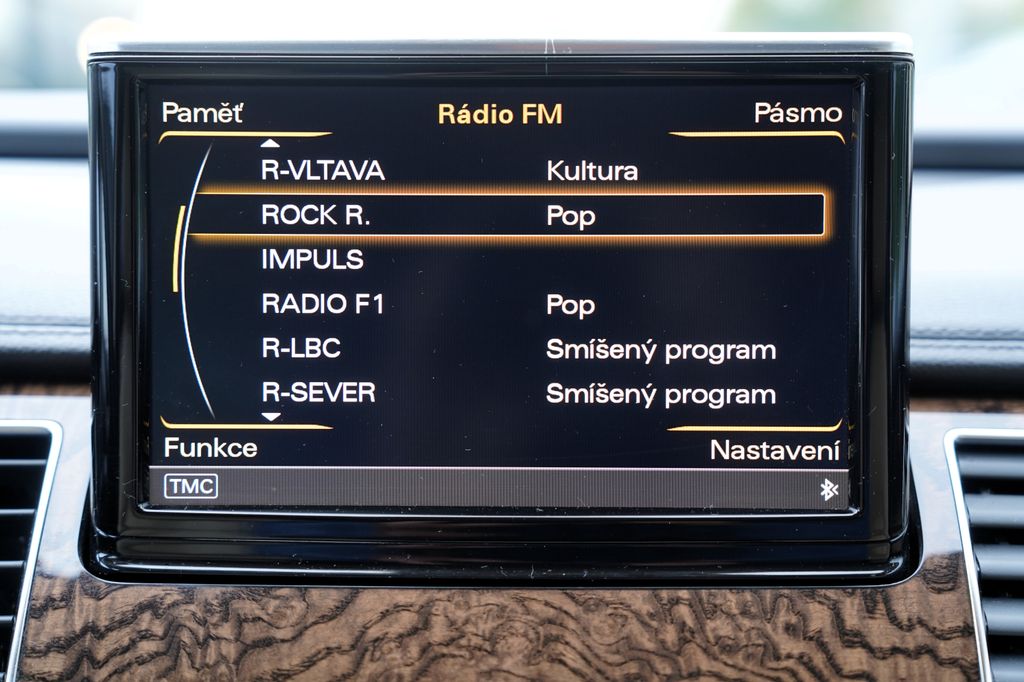 Paměť Rádio FM Pásmo
R-VLTAVA Kultura
ROCK R. Pop
IMPULS
RADIO F1 Pop
R-LBC Smíšený program
R-SEVER Smíšený program
Funkce Nastavení
TMC